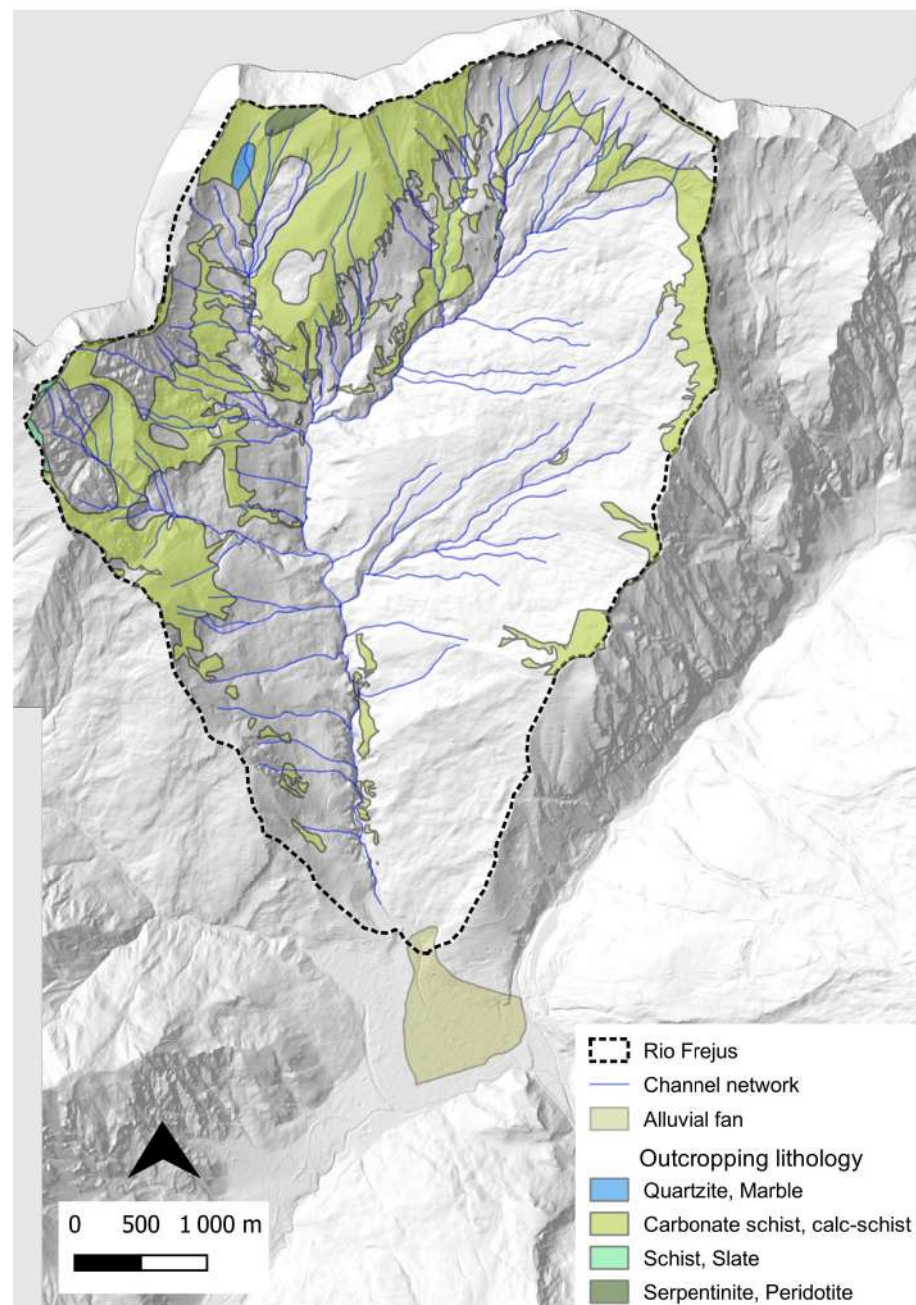 Rio Frejus
Channel network
Alluvial fan
Outcropping lithology
Quartzite, Marble
Carbonate schist, calc-schist
Schist, Slate
Serpentinite, Peridotite
0 500 1 000 m